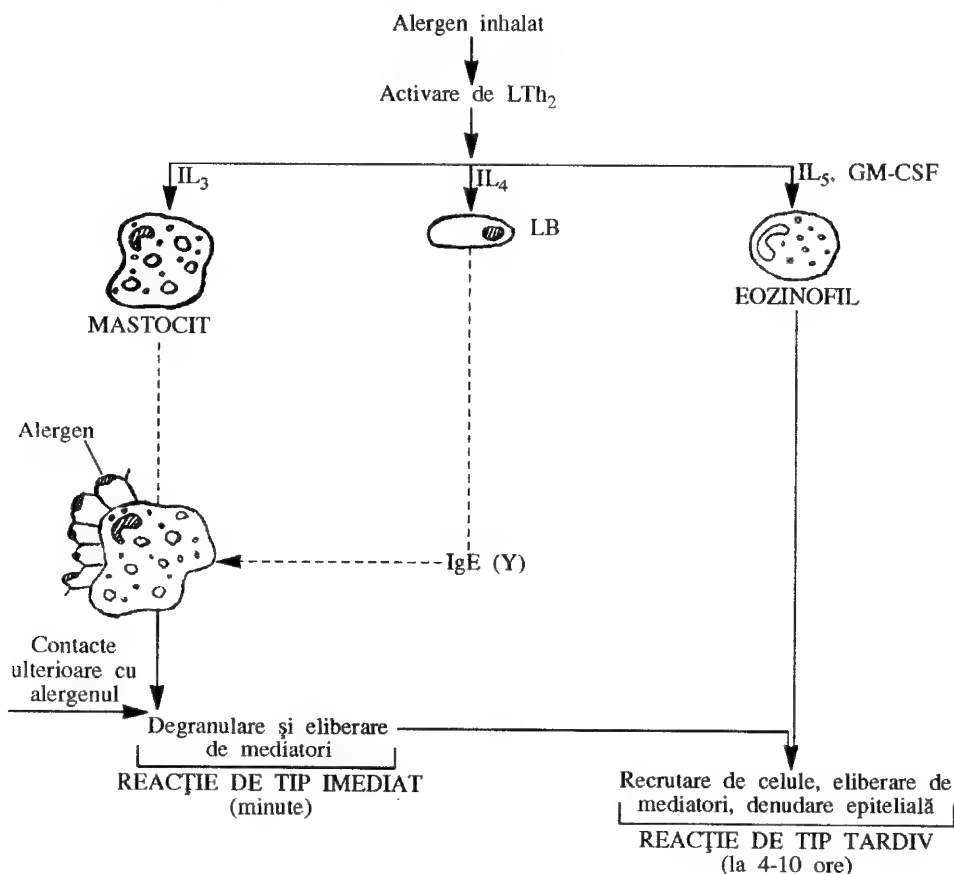 Alergen inhalat
Activare de LTh₂
IL₃
IL₄
IL₅, GM-CSF
LB
MASTOCIT
EOZINOFIL
Alergen
IgE (Y)
Contacte
ulterioare cu
alergenul
Degranulare şi eliberare
de mediatori
REACŢIE DE TIP IMEDIAT
(minute)
Recrutare de celule, eliberare de
mediatori, denudare epitelială
REACŢIE DE TIP TARDIV
(la 4-10 ore)